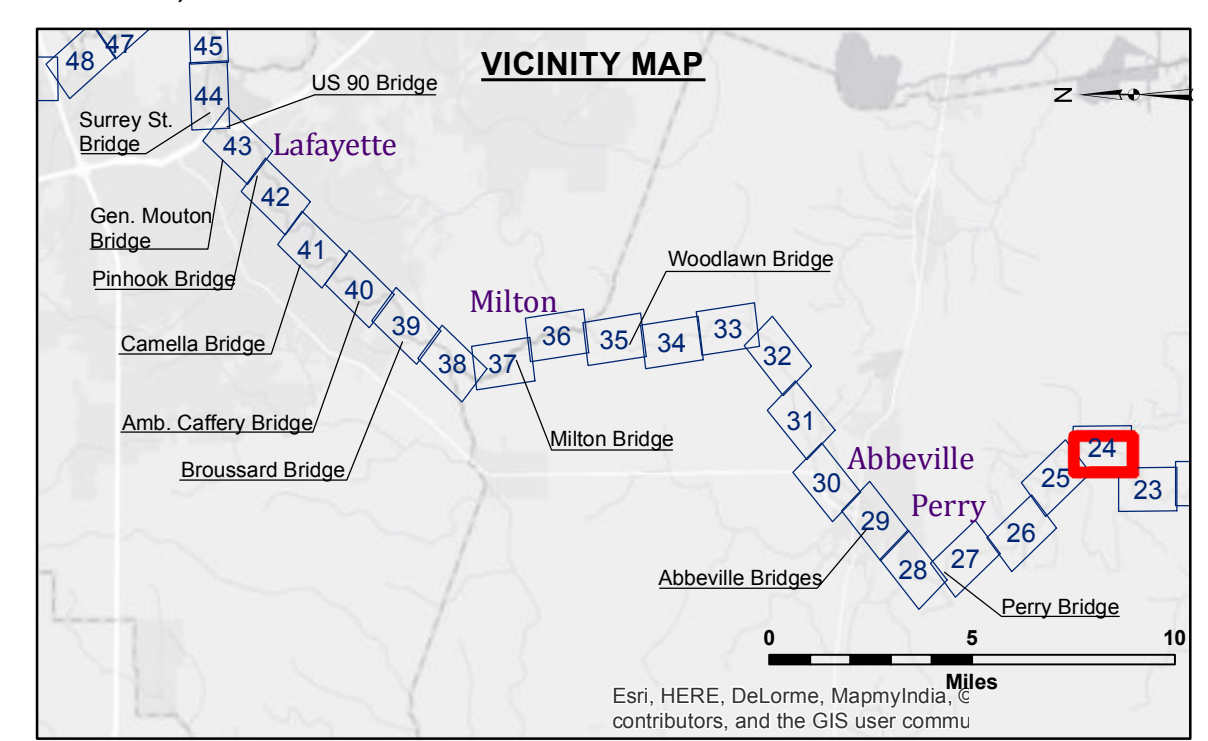 VICINITY MAP
47
48
45
44
US 90 Bridge
Surrey St.
Bridge
N
43
Lafayette
42
Gen. Mouton
Bridge
41
Woodlawn Bridge
Pinhook Bridge
40
Milton
39
36
35
34
33
Camella Bridge
38
37
32
Amb. Caffery Bridge
Milton Bridge
31
Broussard Bridge
Abbeville
24
30
25
23
Perry
29
26
28
27
Abbeville Bridges
Perry Bridge
0
5
10
Miles
Esri, HERE, DeLorme, MapmyIndia, ©
contributors, and the GIS user commu